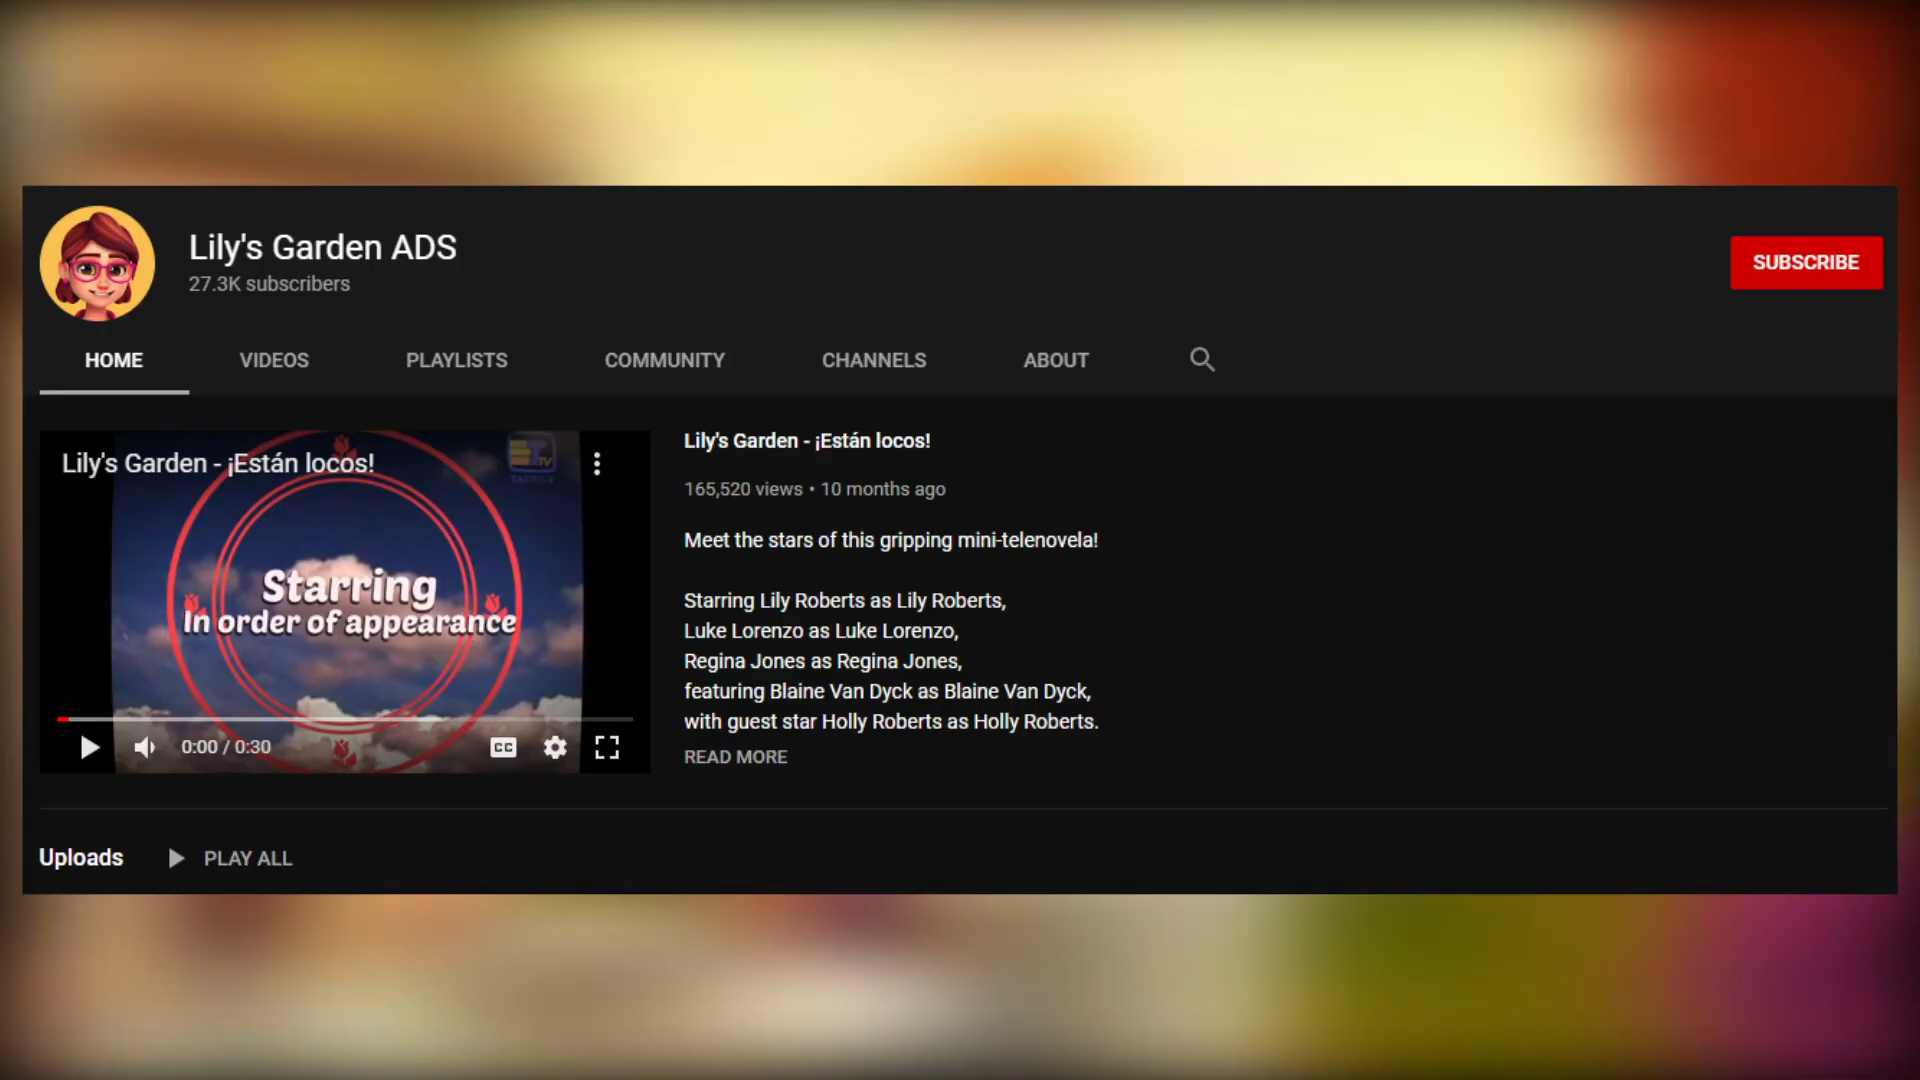 Lily's Garden ADS
27.3K subscribers
SUBSCRIBE
HOME
VIDEOS
PLAYLISTS
COMMUNITY
CHANNELS
ABOUT
Lily's Garden - ¡Están locos!
TV
TACTILE
Starring
In order of appearance
0:00 / 0:30
CC
Lily's Garden - ¡Están locos!
165,520 views • 10 months ago
Meet the stars of this gripping mini-telenovela!
Starring Lily Roberts as Lily Roberts,
Luke Lorenzo as Luke Lorenzo,
Regina Jones as Regina Jones,
featuring Blaine Van Dyck as Blaine Van Dyck,
with guest star Holly Roberts as Holly Roberts.
READ MORE
Uploads
PLAY ALL